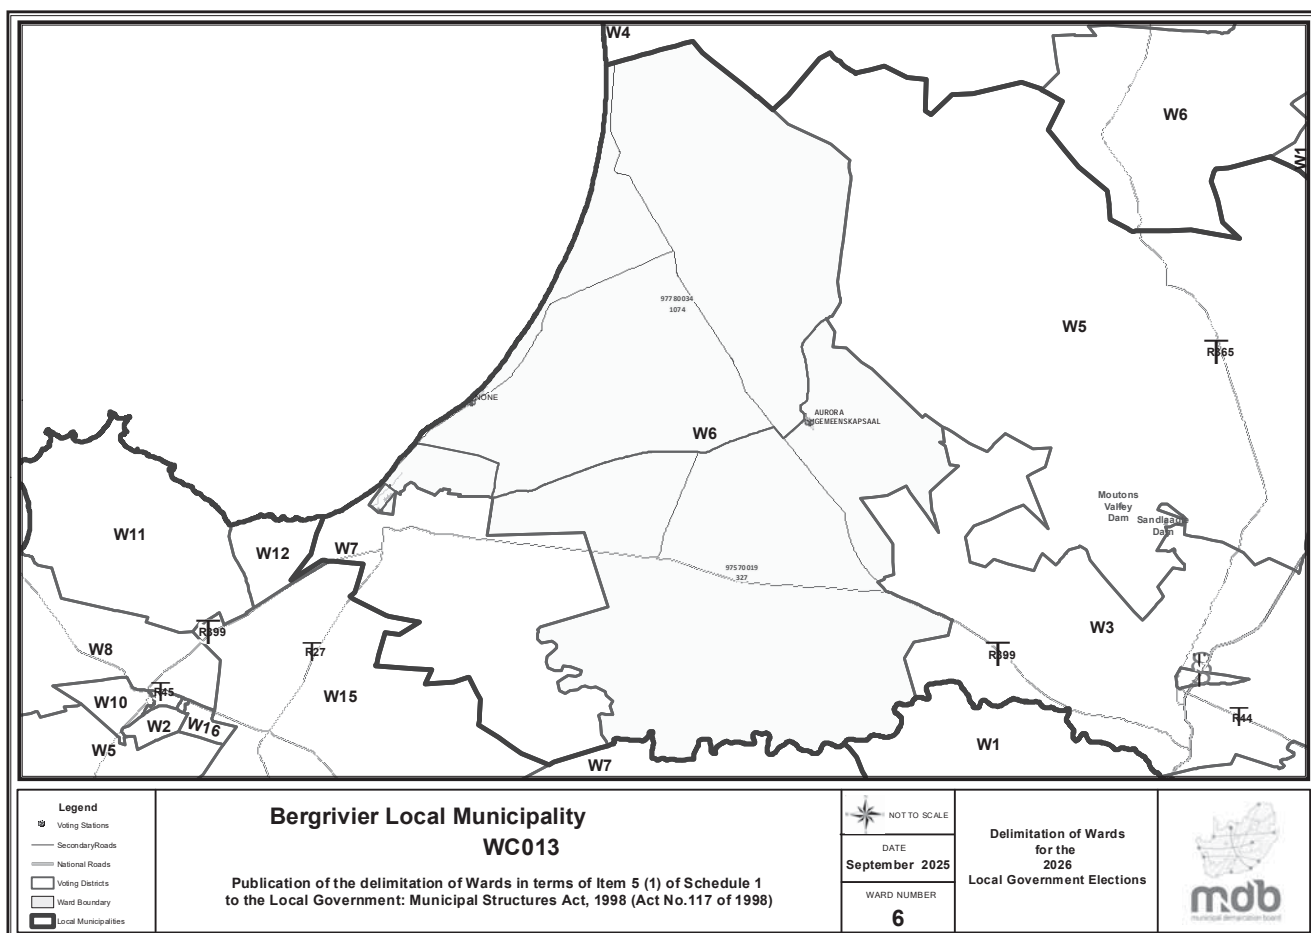 W4
W6
W1
97780034
1074
W5
R365
NONE
AURORA
GEMEENSKAPSAAL
W6
Moutons
Valley
Dam
Sandlaagte
Dam
W11
W12
W7
97570019
327
W3
R399
R399
R27
W8
R45
W10
W15
W2
W16
W5
W7
W1
R44
Legend
Voting Stations
SecondaryRoads
National Roads
Voting Districts
Ward Boundary
Local Municipalities
Bergrivier Local Municipality
WC013
Publication of the delimitation of Wards in terms of Item 5 (1) of Schedule 1
to the Local Government: Municipal Structures Act, 1998 (Act No.117 of 1998)
NOT TO SCALE
DATE
September 2025
WARD NUMBER
6
Delimitation of Wards
for the
2026
Local Government Elections
mdb
municipal demarcation board